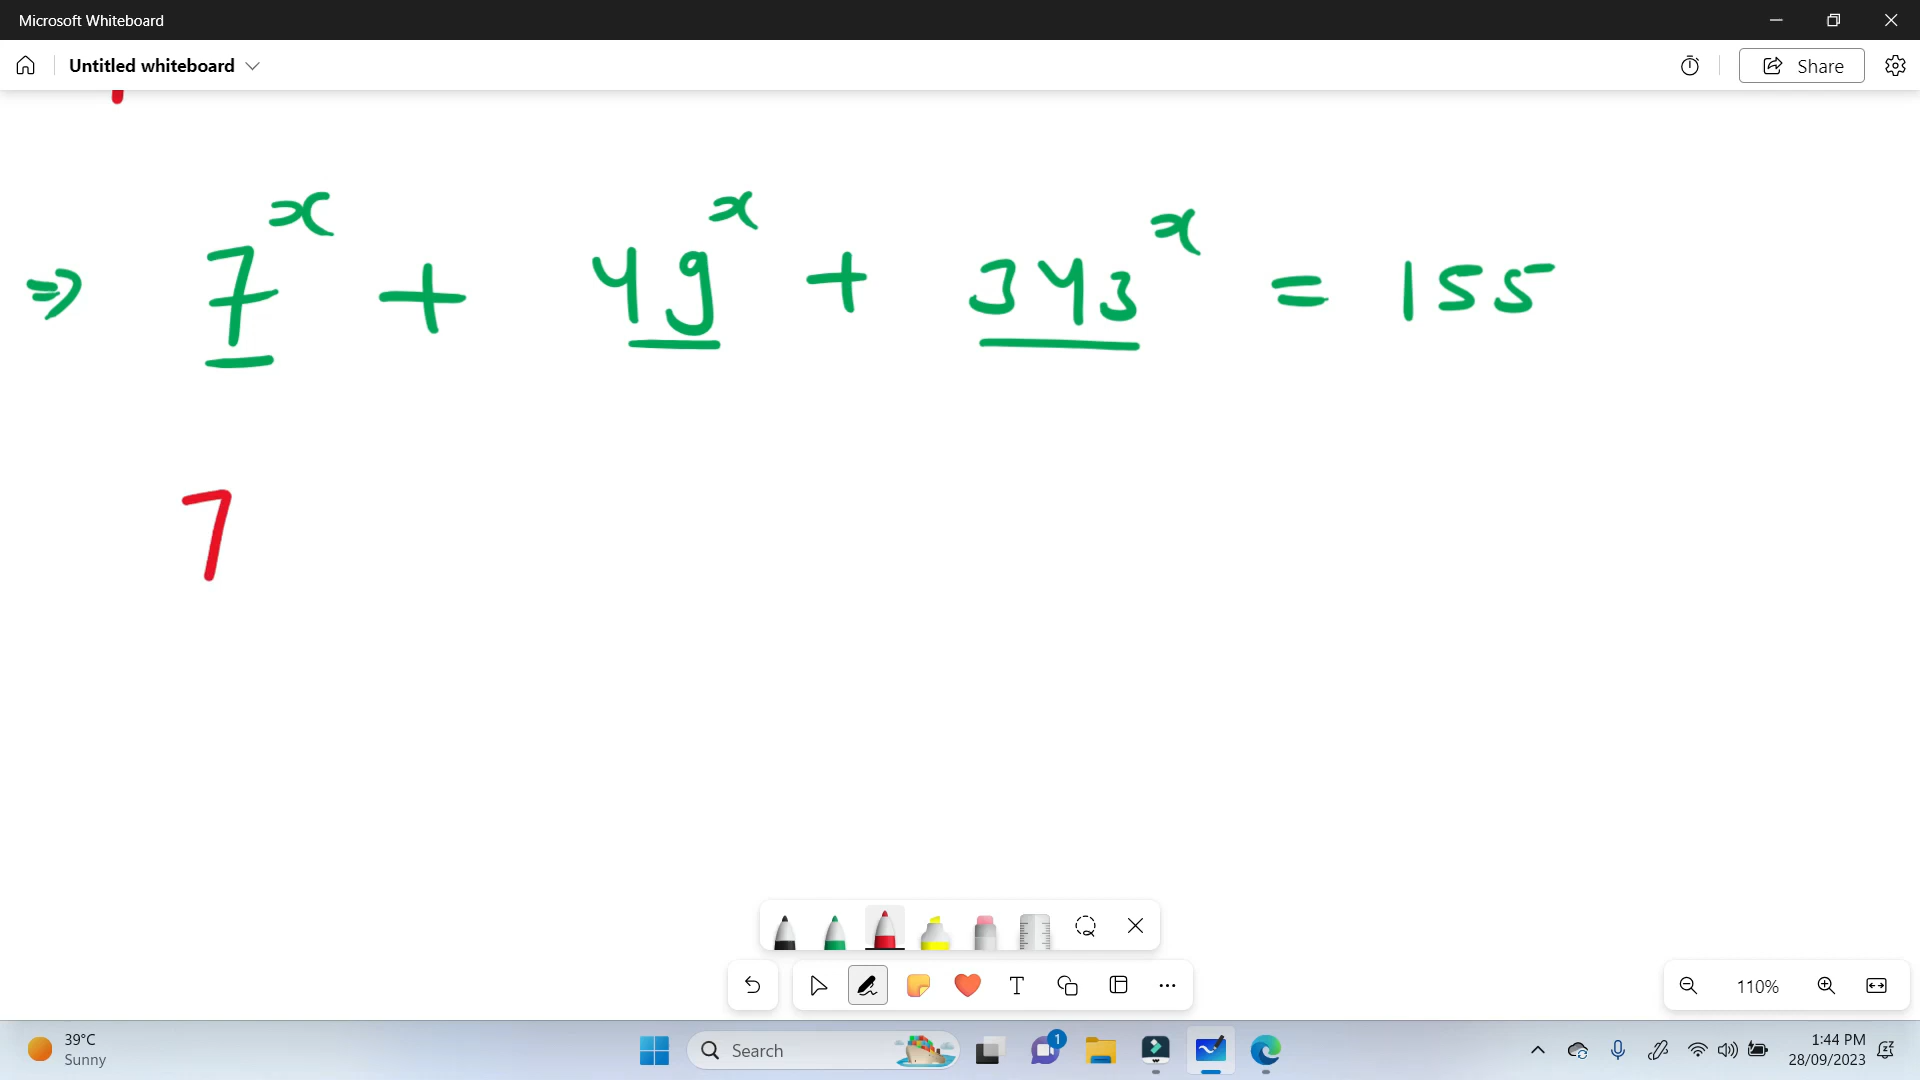 Microsoft Whiteboard
Untitled whiteboard
Share
⇒ 7^x + 49^x + 343^x = 155
7
110%
39°C
Sunny
Search
1
1:44 PM
28/09/2023